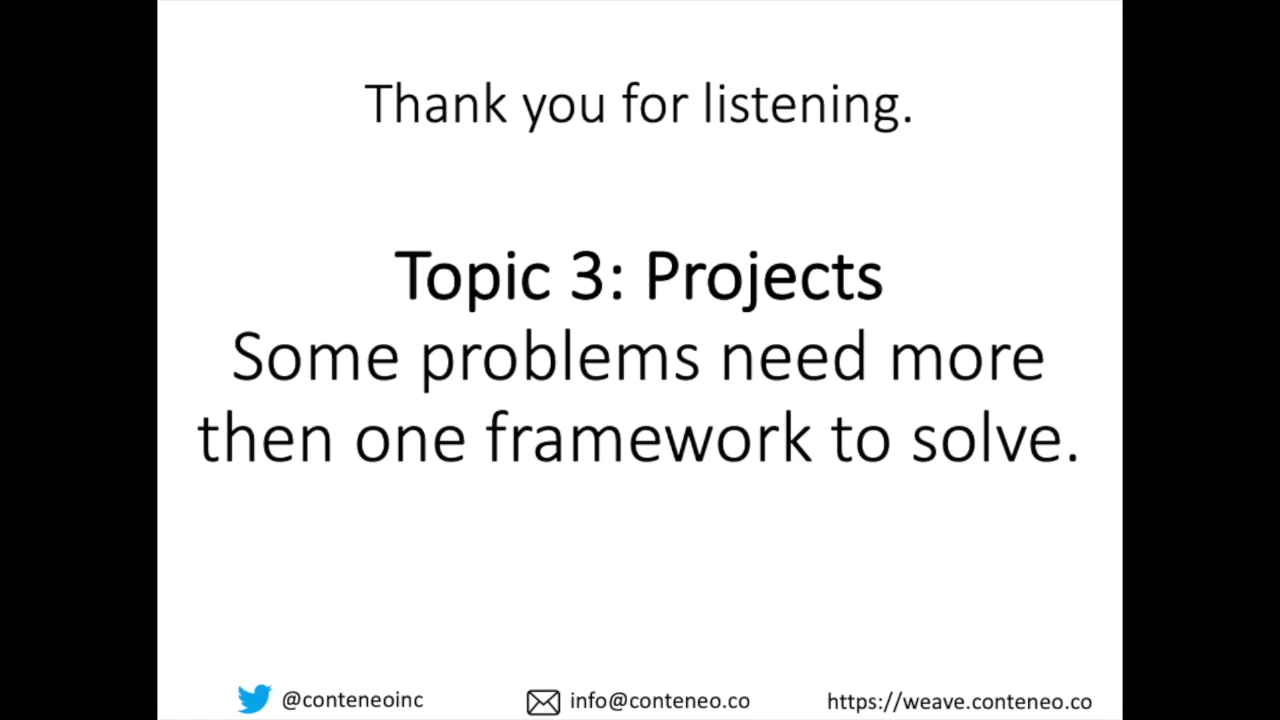 Thank you for listening.
Topic 3: Projects
Some problems need more
then one framework to solve.
@conteneoinc info@conteneo.co https://weave.conteneo.co